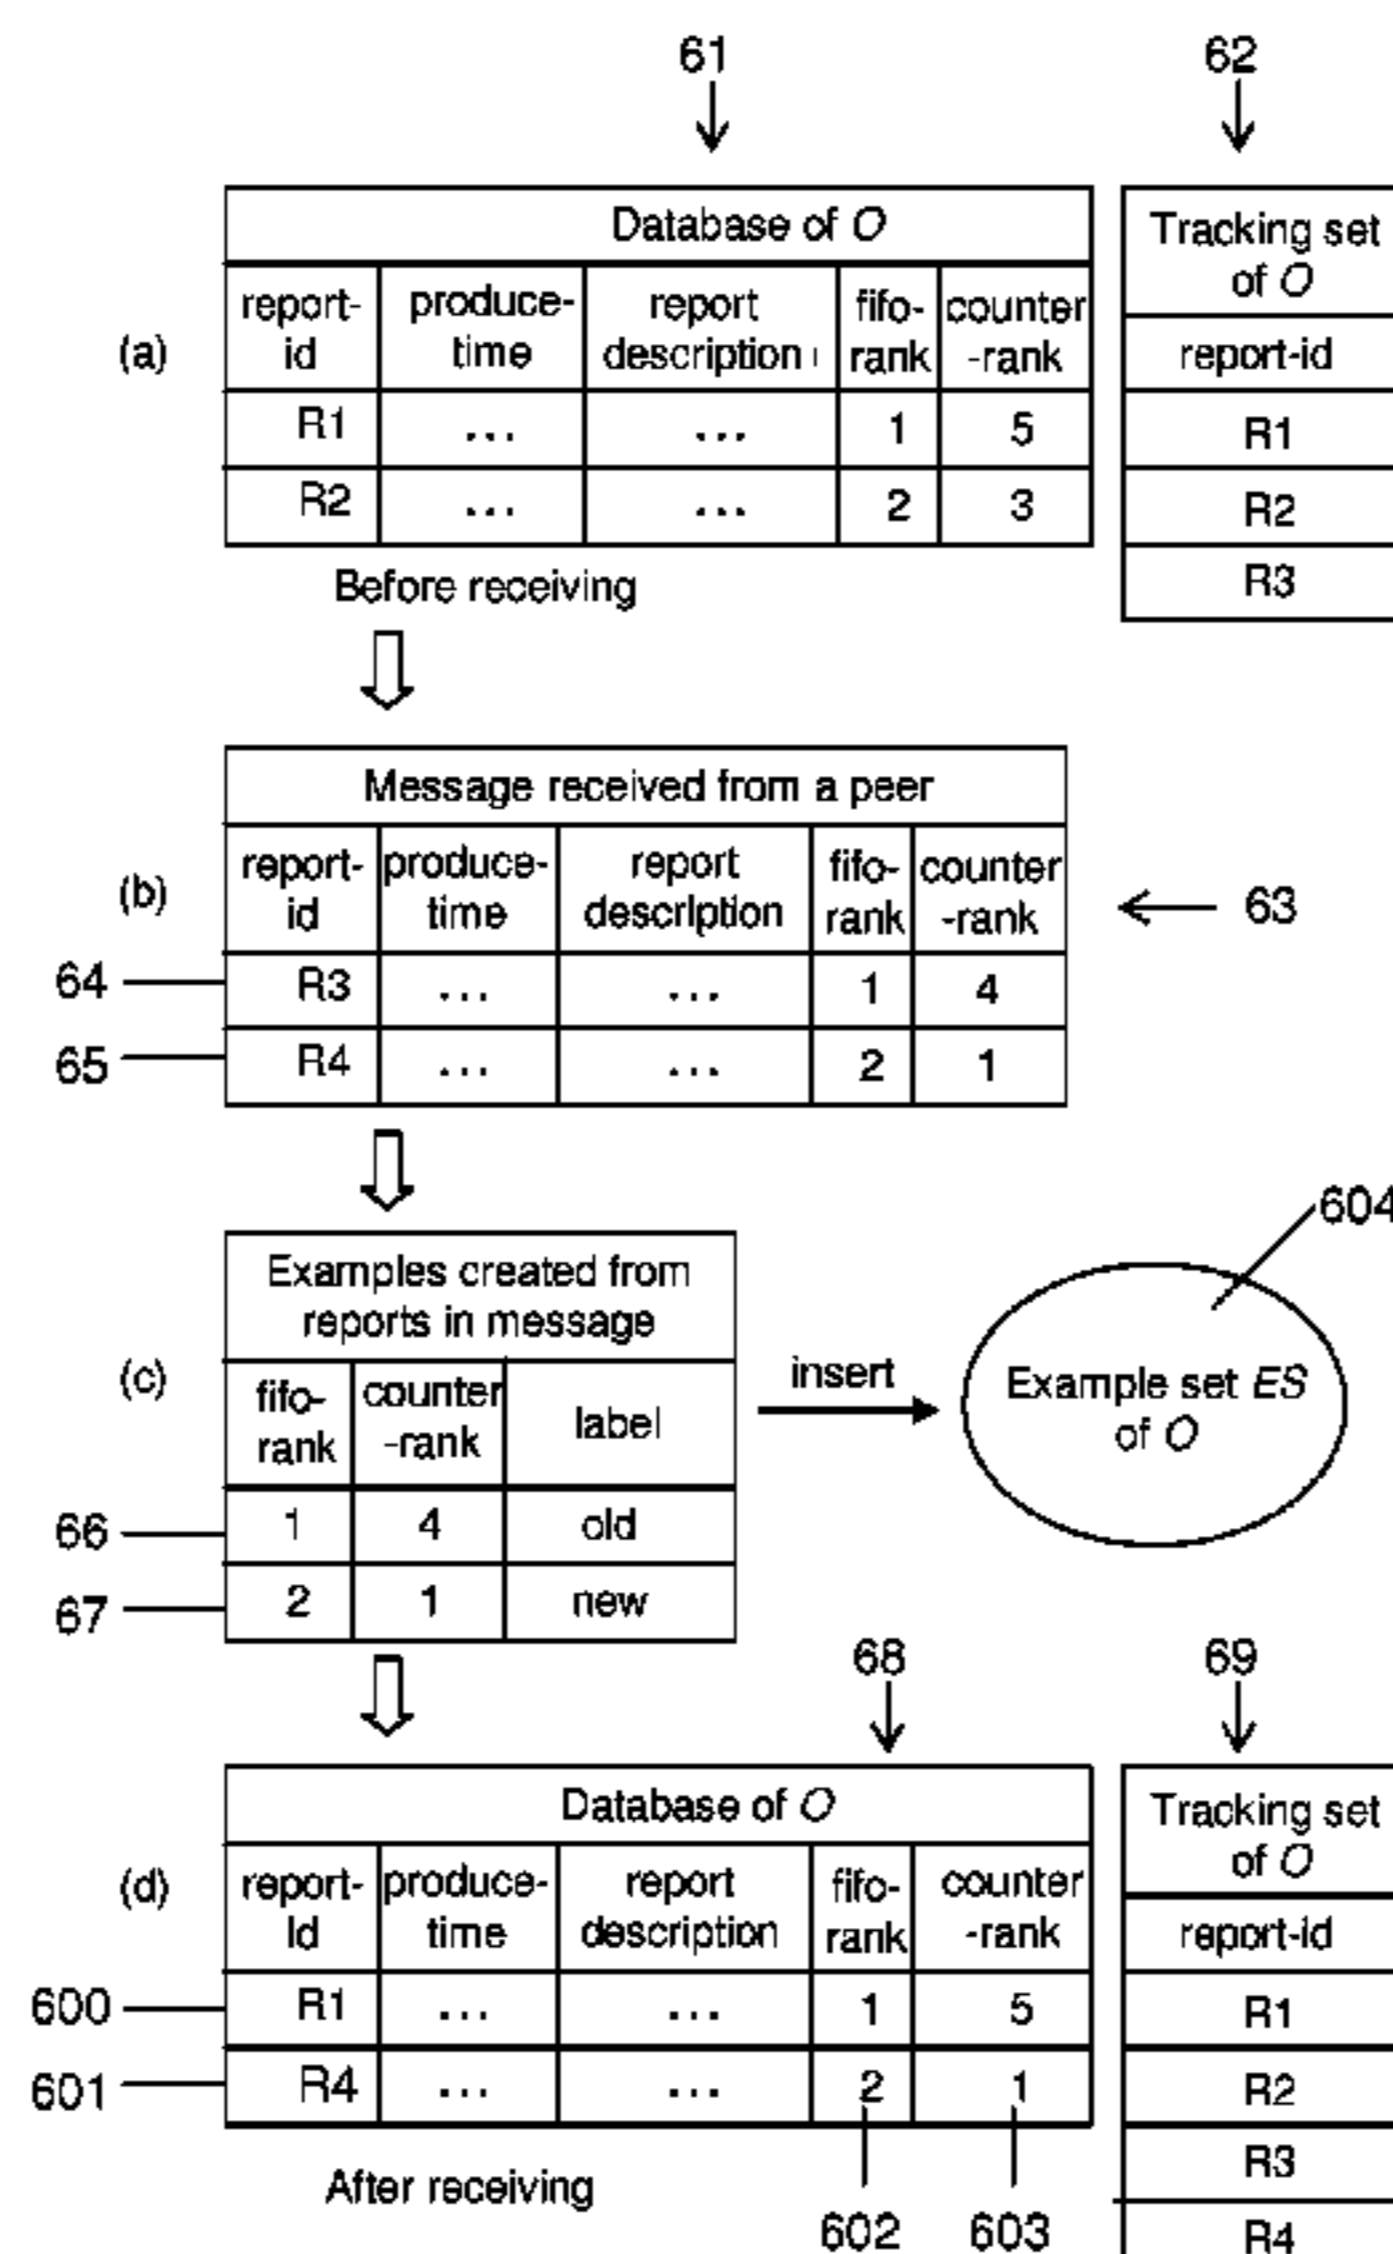 61
62
Database of O
Tracking set
of O
(a)
report-
id
produce-
time
report
description
fifo-
rank
counter
-rank
report-id
R1 ... ... 1 5
R1
R2 ... ... 2 3
R2
R3
Before receiving
Message received from a peer
(b)
report-
id
produce-
time
report
description
fifo-
rank
counter
-rank
63
64
R3 ... ... 1 4
65
R4 ... ... 2 1
604
Examples created from
reports in message
(c)
fifo-
rank
counter
-rank
label
insert
Example set ES
of O
66
1 4 old
67
2 1 new
68
69
Database of O
Tracking set
of O
(d)
report-
id
produce-
time
report
description
fifo-
rank
counter
-rank
report-id
600
R1 ... ... 1 5
R1
601
R4 ... ... 2 1
R2
After receiving
R3
602
603
R4